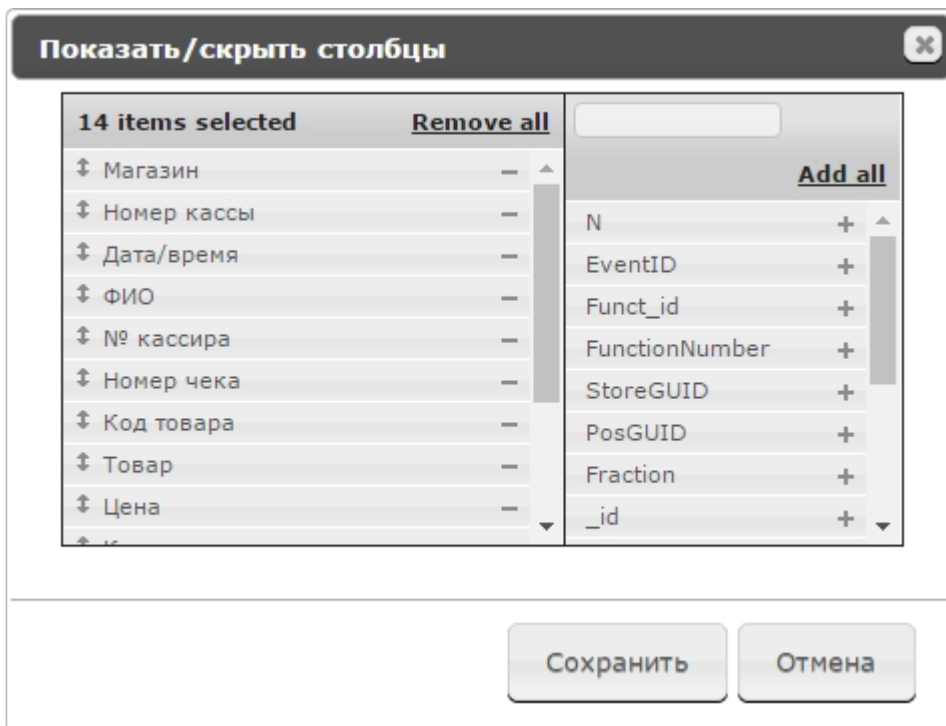 Показать/скрыть столбцы
14 items selected Remove all
Магазин
Номер кассы
Дата/время
ФИО
№ кассира
Номер чека
Код товара
Товар
Цена
Add all
N
EventID
Funct_id
FunctionNumber
StoreGUID
PosGUID
Fraction
_id
Сохранить Отмена